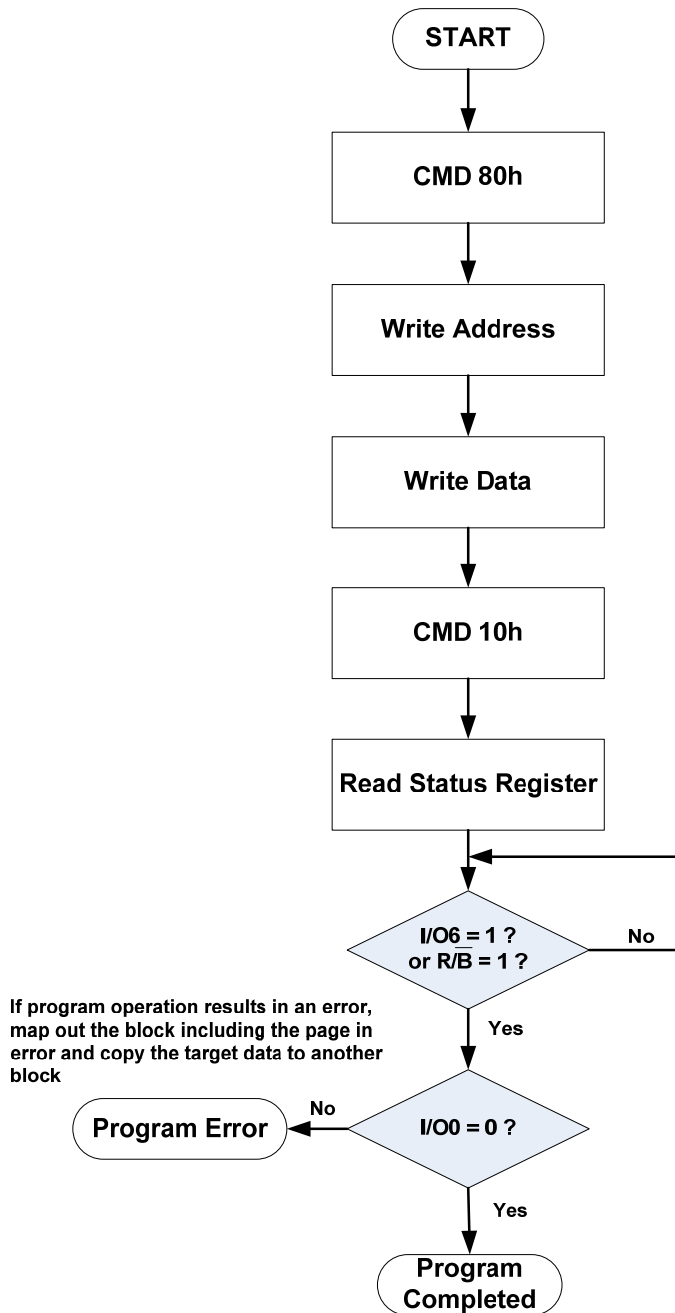 START
CMD 80h
Write Address
Write Data
CMD 10h
Read Status Register
I/O6 = 1 ?
or R/B̅ = 1 ?
No
Yes
If program operation results in an error,
map out the block including the page in
error and copy the target data to another
block
No
Program Error
I/O0 = 0 ?
Yes
Program
Completed